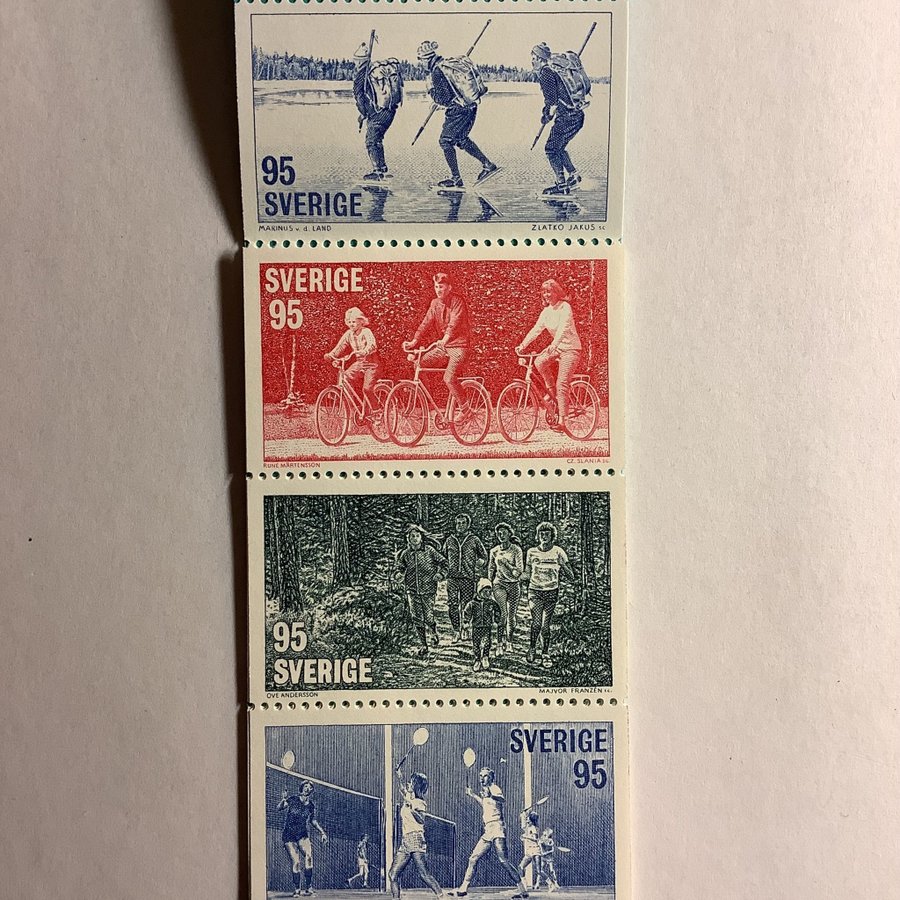 95
SVERIGE
MARINUS v. d. LAND ZLATKO JAKUS sc
SVERIGE
95
RUNE MÅRTENSSON CZ. SLANIA sc
95
SVERIGE
OVE ANDERSSON MAJVOR FRANZÉN sc.
SVERIGE
95